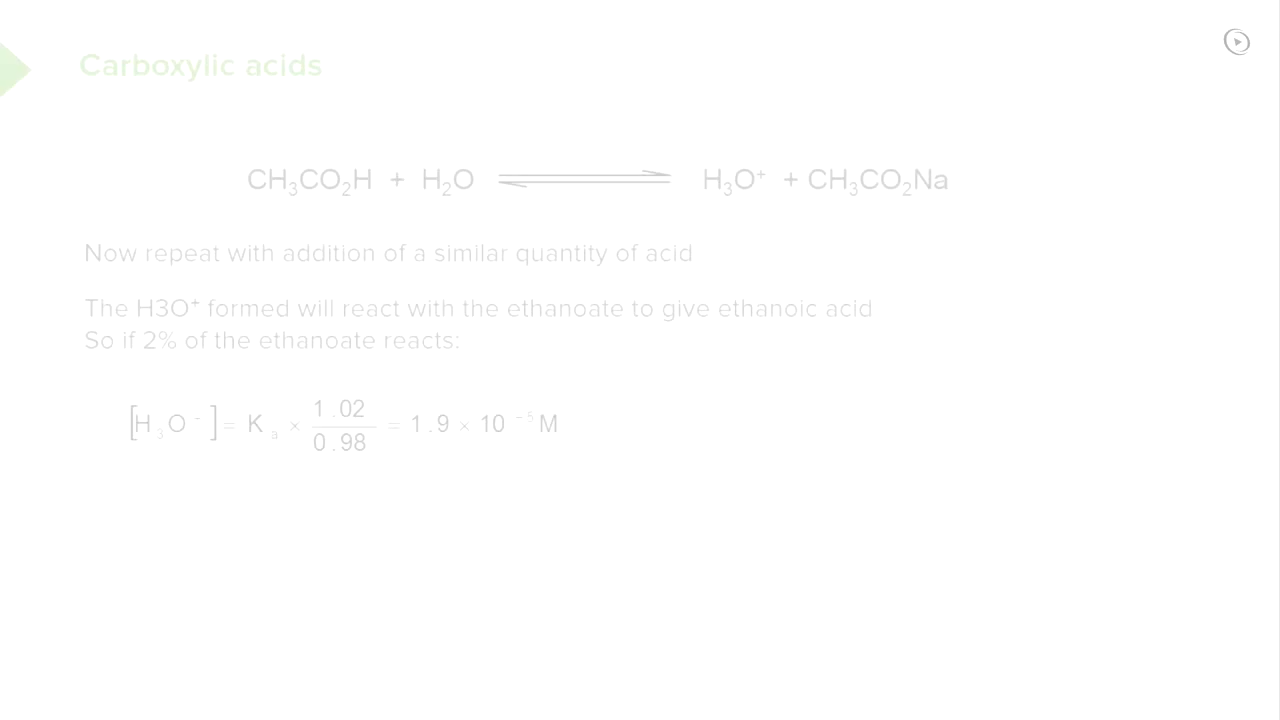 Carboxylic acids
CH₃CO₂H + H₂O ⇌ H₃O⁺ + CH₃CO₂Na
Now repeat with addition of a similar quantity of acid
The H3O⁺ formed will react with the ethanoate to give ethanoic acid
So if 2% of the ethanoate reacts:
[H₃O⁻] = Kₐ × 1.02/0.98 = 1.9 × 10⁻⁵ M